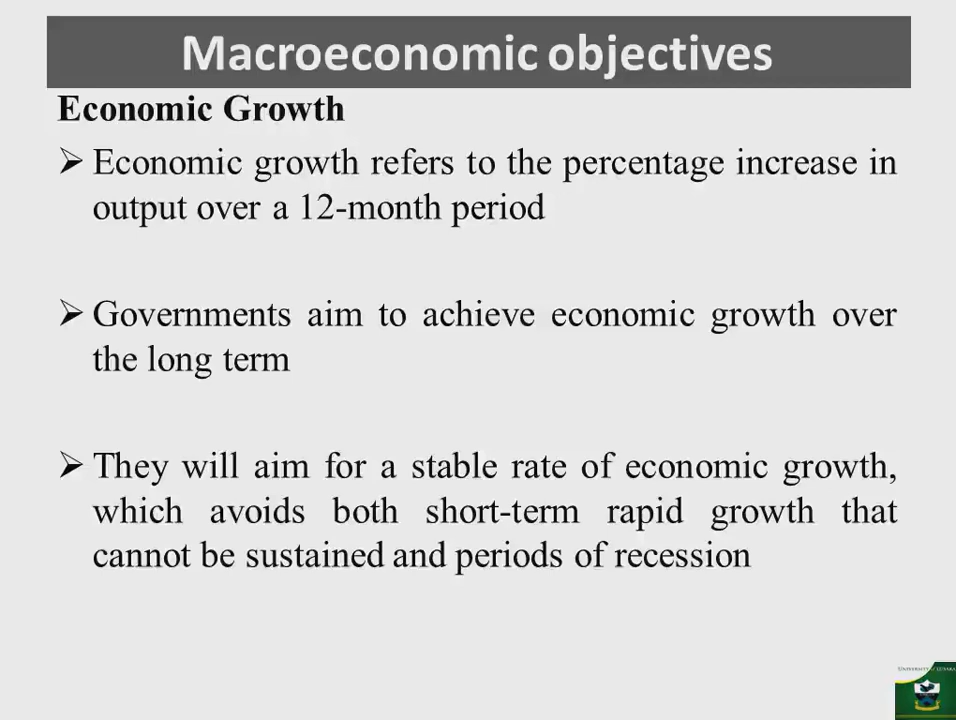 Macroeconomic objectives
Economic Growth
➢ Economic growth refers to the percentage increase in
output over a 12-month period
➢ Governments aim to achieve economic growth over
the long term
➢ They will aim for a stable rate of economic growth,
which avoids both short-term rapid growth that
cannot be sustained and periods of recession